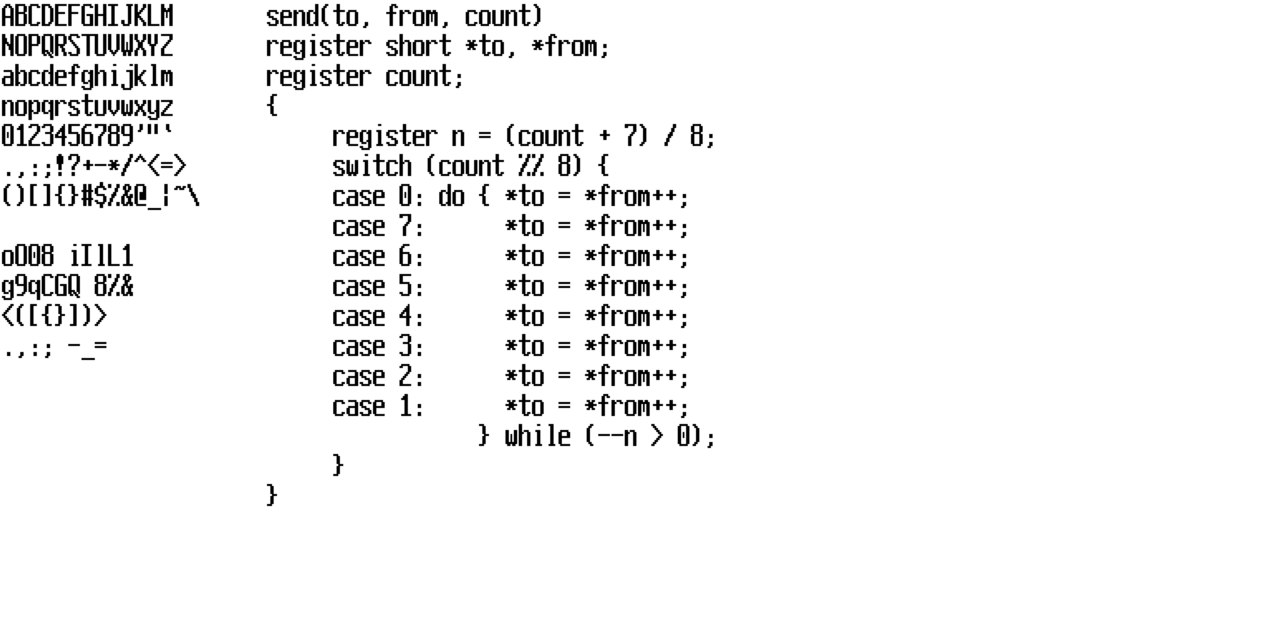 ABCDEFGHIJKLM
NOPQRSTUVWXYZ
abcdefghijklm
nopqrstuvwxyz
0123456789'"`
.,:;!?+-*/^<=>
()[]{}#$%&@_¦~\
oO08 iIlL1
g9qCGQ 8%&
<([{}])>
.,:; -_=
send(to, from, count)
register short *to, *from;
register count;
{
     register n = (count + 7) / 8;
     switch (count %% 8) {
     case 0: do { *to = *from++;
     case 7:      *to = *from++;
     case 6:      *to = *from++;
     case 5:      *to = *from++;
     case 4:      *to = *from++;
     case 3:      *to = *from++;
     case 2:      *to = *from++;
     case 1:      *to = *from++;
                } while (--n > 0);
     }
}